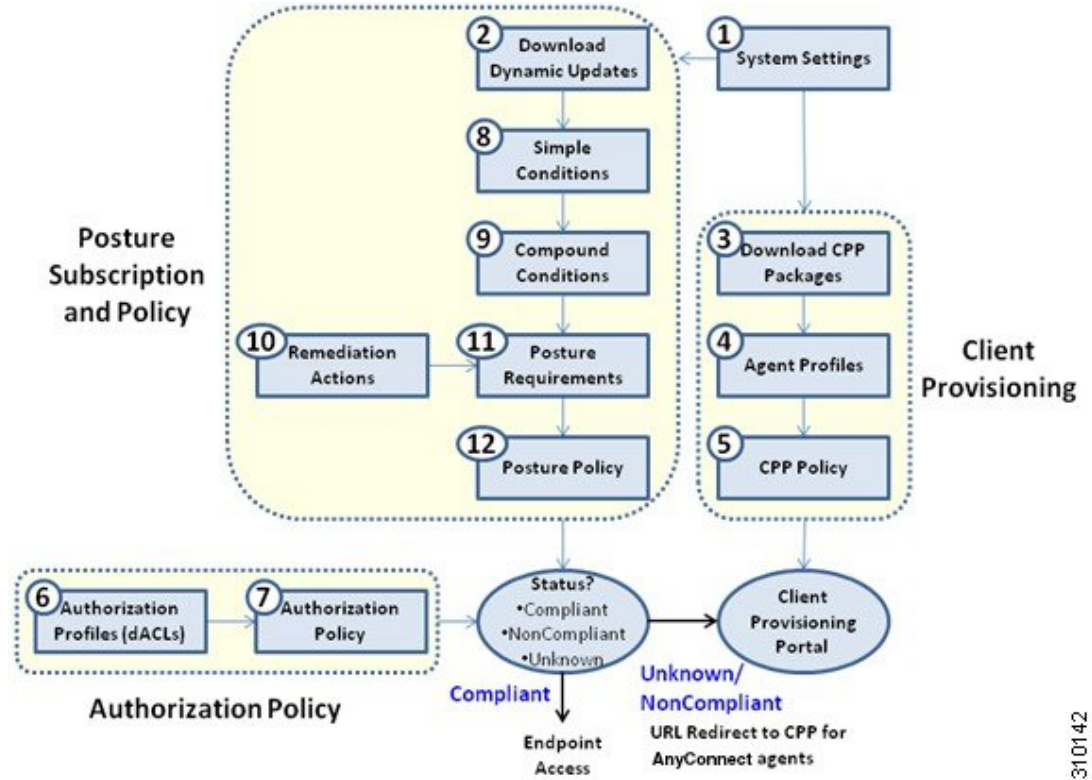 2
Download
Dynamic Updates
1
System Settings
8
Simple
Conditions
9
Compound
Conditions
3
Download CPP
Packages
Posture
Subscription
and Policy
10
Remediation
Actions
11
Posture
Requirements
4
Agent Profiles
Client
Provisioning
12
Posture Policy
5
CPP Policy
6
Authorization
Profiles (dACLs)
7
Authorization
Policy
Status?
•Compliant
•NonCompliant
•Unknown
Client
Provisioning
Portal
Authorization Policy
Compliant
Unknown/
NonCompliant
URL Redirect to CPP for
AnyConnect agents
Endpoint
Access
310142